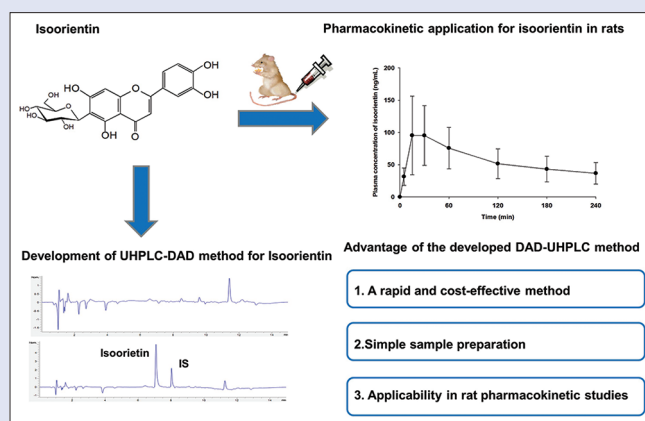 Isoorientin
Pharmacokinetic application for isoorientin in rats
OH
OH
HO
O
OH
O
HO
HO
OH
O
OH
O
Plasma concentration of isoorientin (ng/mL)
200
150
100
50
0
0
60
120
180
240
Time (min)
Development of UHPLC-DAD method for Isoorientin
Isoorietin
IS
Advantage of the developed DAD-UHPLC method
1. A rapid and cost-effective method
2.Simple sample preparation
3. Applicability in rat pharmacokinetic studies